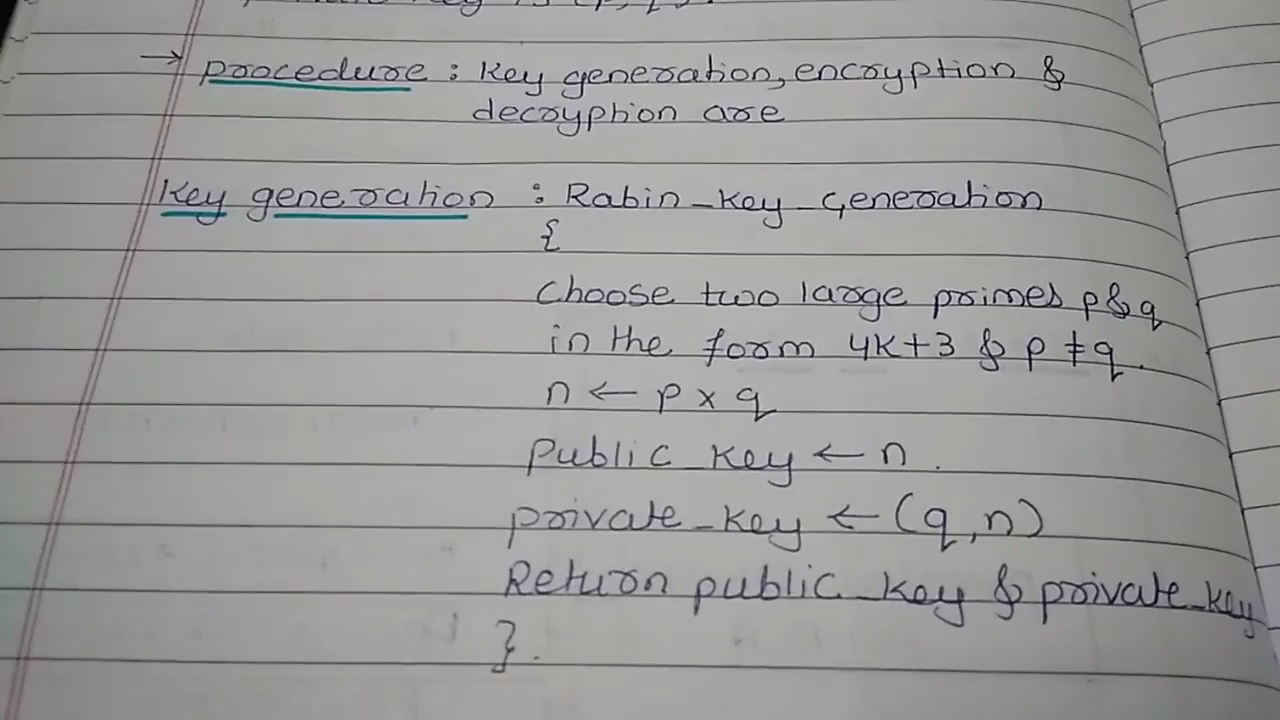 → procedure : Key generation, encryption &
decryption are
Key generation : Rabin_Key_Generation
{
Choose two large primes p & q
in the form 4K+3 & p ≠ q.
n ← p × q
Public_key ← n.
private_key ← (q, n)
Return public_key & private_key
}.